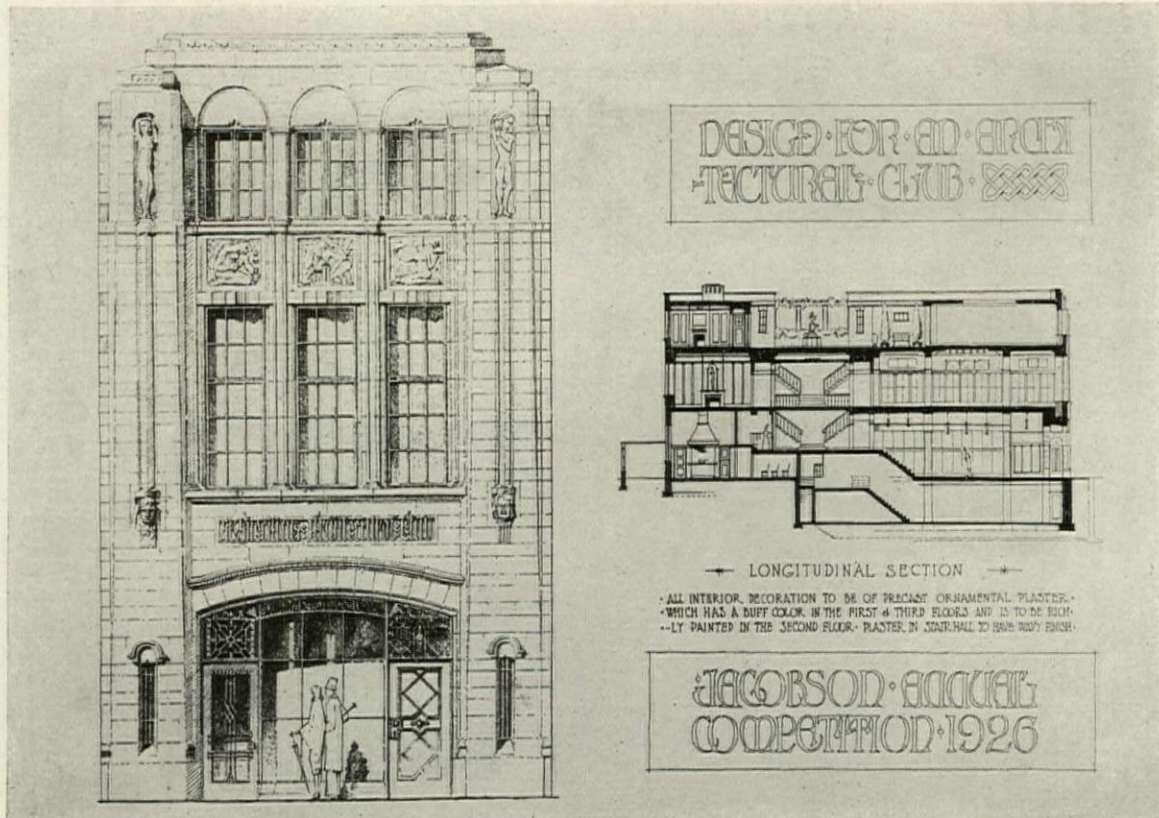 DESIGN·FOR·AN·ARCHI
-TECTURAL·CLUB·
LONGITUDINAL SECTION
·ALL INTERIOR DECORATION TO BE OF PRECAST ORNAMENTAL PLASTER·
·WHICH HAS A BUFF COLOR IN THE FIRST & THIRD FLOORS AND IS TO BE RICH·
·-LY PAINTED IN THE SECOND FLOOR· PLASTER IN STAIR HALL TO HAVE WAVY FINISH·
JACOBSON·ANNUAL
COMPETITION·1926